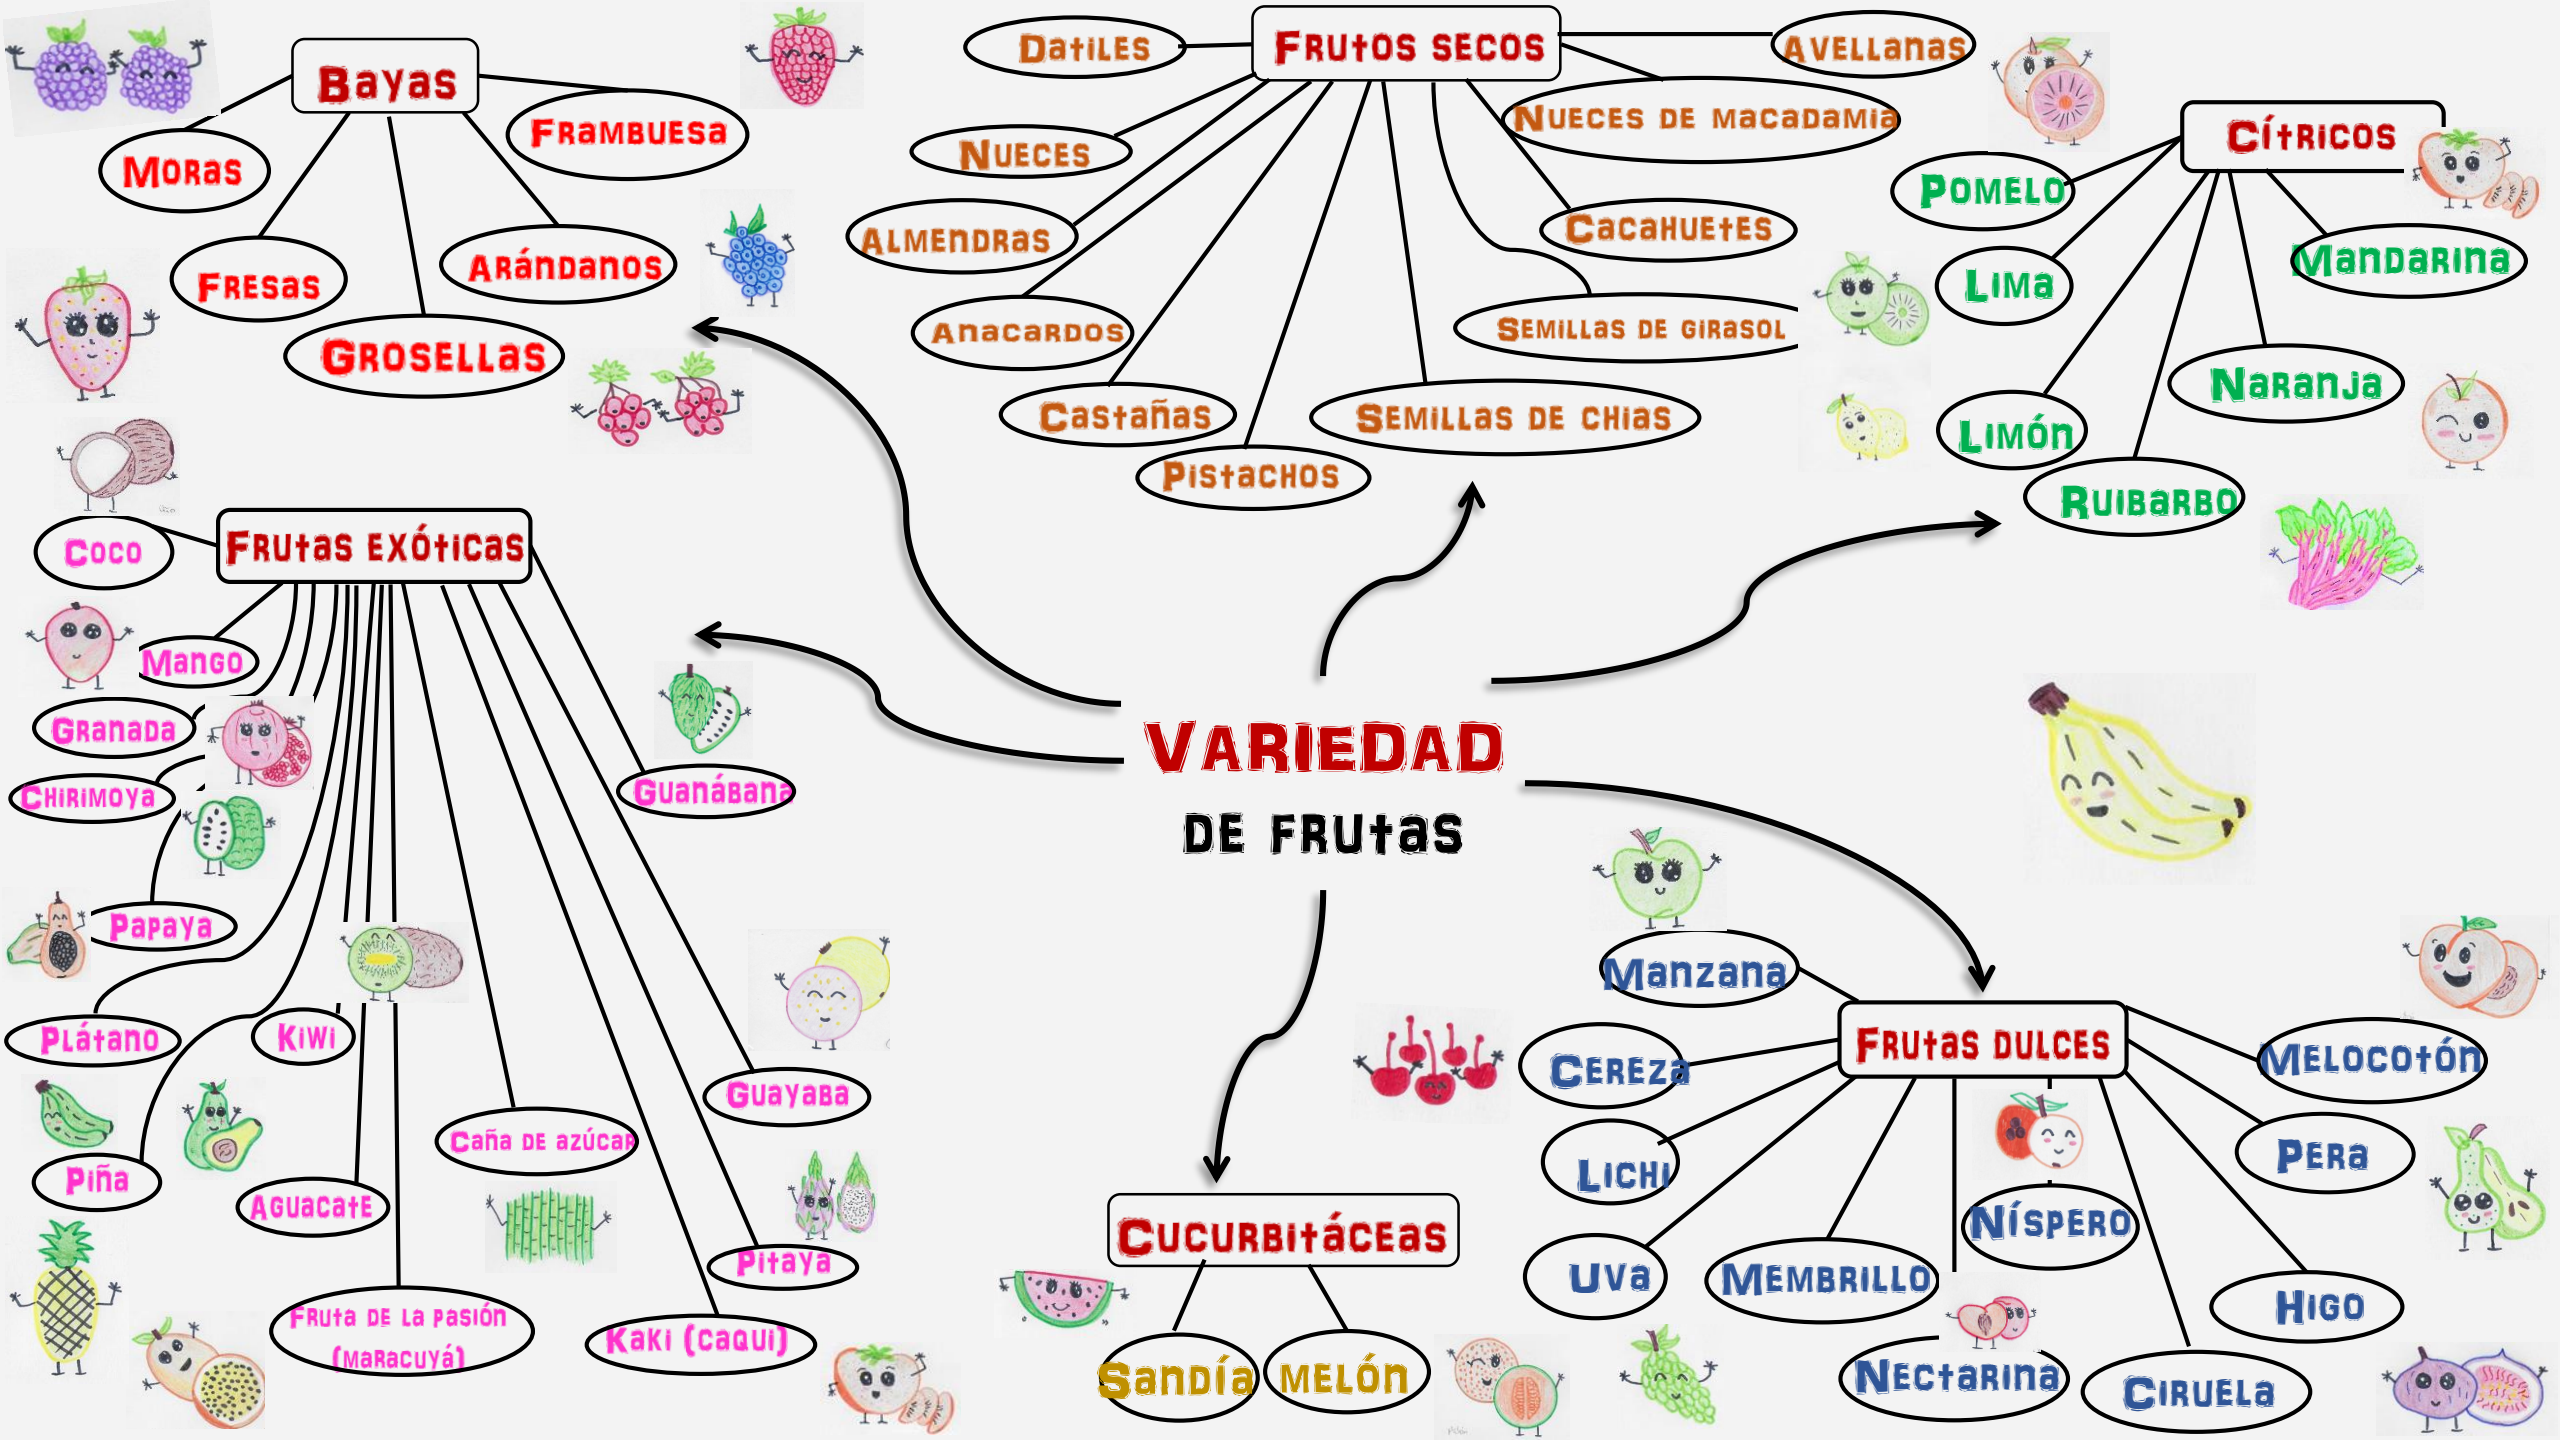 Bayas
Moras
Fresas
Grosellas
Arándanos
Frambuesa
Frutos secos
Datiles
Nueces
Almendras
Anacardos
Castañas
Pistachos
Semillas de chias
Semillas de girasol
Cacahuetes
Nueces de macadamia
Avellanas
Cítricos
Pomelo
Lima
Limón
Ruibarbo
Naranja
Mandarina
Frutas exóticas
Coco
Mango
Granada
Chirimoya
Papaya
Plátano
Piña
Kiwi
Aguacate
Fruta de la pasión
(maracuyá)
Caña de azúcar
Kaki (caqui)
Pitaya
Guayaba
Guanábana
VARIEDAD
de frutas
Cucurbitáceas
Sandía
melón
Frutas dulces
Manzana
Cereza
Lichi
Uva
Membrillo
Nectarina
Níspero
Ciruela
Higo
Pera
Melocotón